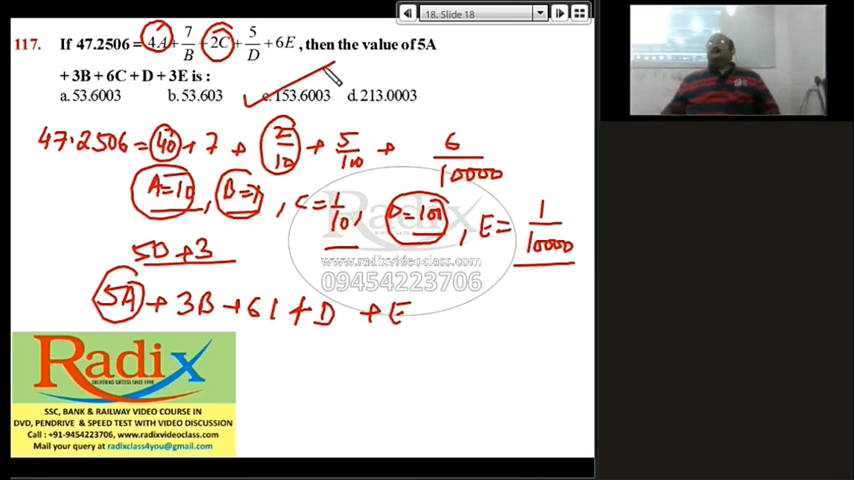 18. Slide 18
117. If 47.2506 = 4A + 7/B + 2C + 5/D + 6E, then the value of 5A
+ 3B + 6C + D + 3E is :
a. 53.6003 b. 53.603 c. 153.6003 d. 213.0003
47.2506 = 40 + 7 + 2/10 + 5/100 + 6/10000
A=10, B=1, C=1/10, D=100, E=1/10000
50 + 3
5A + 3B + 6C + D + E
Radix
www.radixvideoclass.com
09454223706
Radix
DELIVERING SUCCESS SINCE 1998
SSC, BANK & RAILWAY VIDEO COURSE IN
DVD, PENDRIVE & SPEED TEST WITH VIDEO DISCUSSION
Call : +91-9454223706, www.radixvideoclass.com
Mail your query at radixclass4you@gmail.com